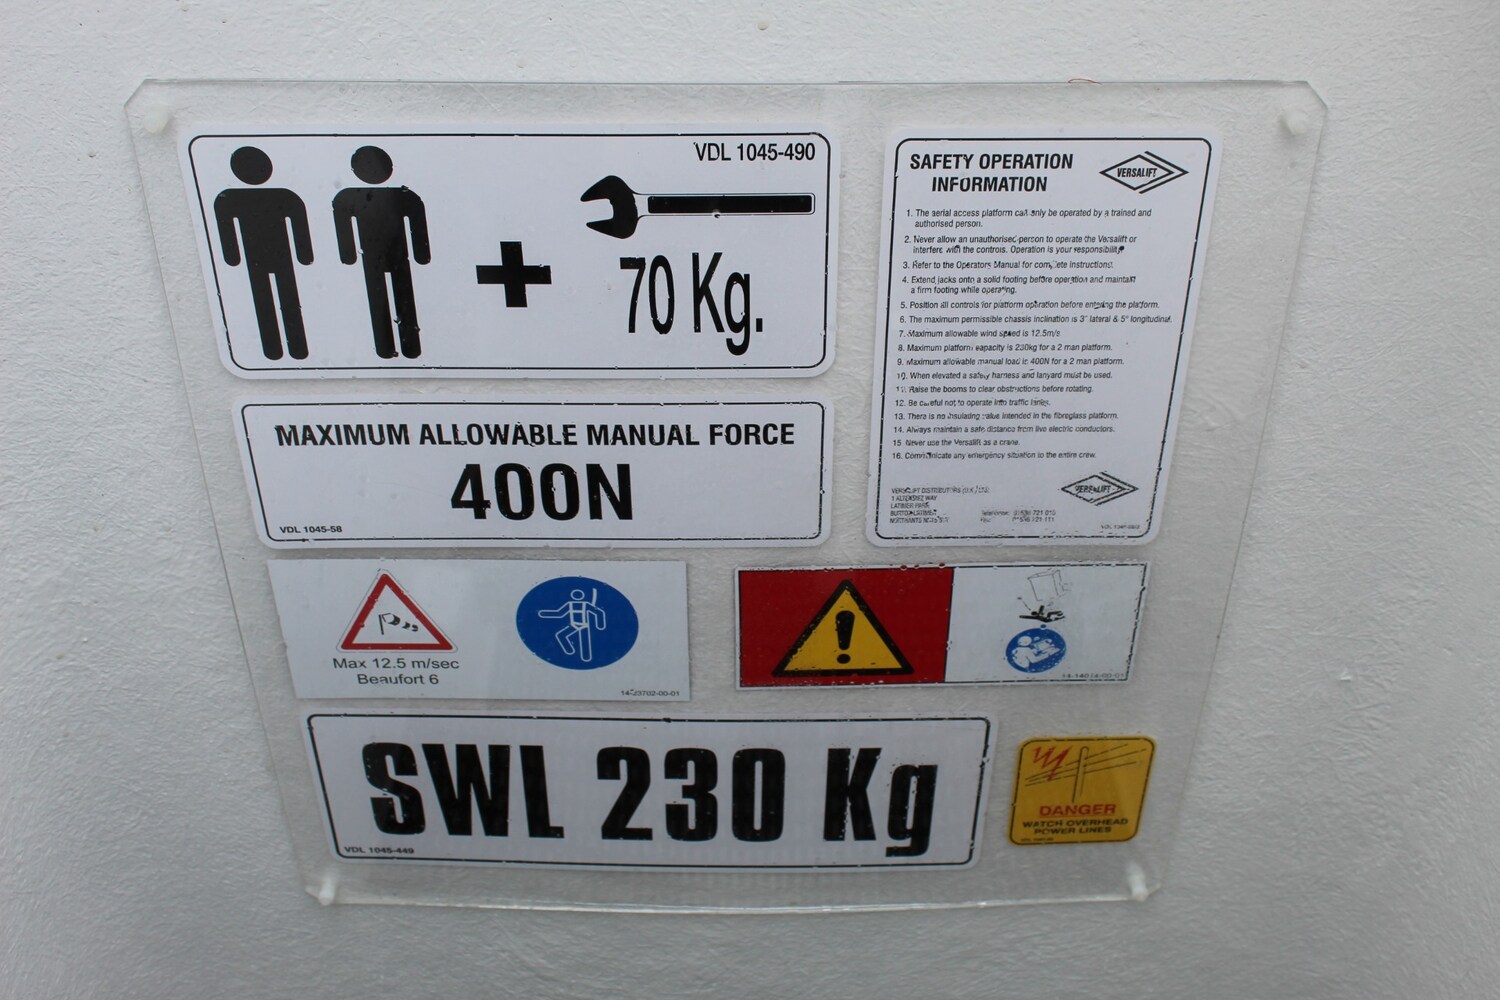 VDL 1045-490
70 Kg.
MAXIMUM ALLOWABLE MANUAL FORCE
400N
VDL 1045-58
Max 12.5 m/sec
Beaufort 6
14-23702-00-01
SWL 230 Kg
VDL 1045-449
SAFETY OPERATION
INFORMATION
VERSALIFT
1. The aerial access platform can only be operated by a trained and
authorised person.
2. Never allow an unauthorised person to operate the Versalift or
interfere with the controls. Operation is your responsibility
3. Refer to the Operators Manual for complete instructions.
4. Extend jacks onto a solid footing before operation and maintain
a firm footing while operating.
5. Position all controls for platform operation before entering the platform.
6. The maximum permissible chassis inclination is 3° lateral & 5° longitudinal.
7. Maximum allowable wind speed is 12.5m/s
8. Maximum platform capacity is 230kg for a 2 man platform.
9. Maximum allowable manual load is 400N for a 2 man platform.
10. When elevated a safety harness and lanyard must be used.
11. Raise the booms to clear obstructions before rotating.
12. Be careful not to operate into traffic lanes.
13. There is no insulating value intended in the fibreglass platform.
14. Always maintain a safe distance from live electric conductors.
15. Never use the Versalift as a crane.
16. Communicate any emergency situation to the entire crew.
VERSALIFT
DANGER
WATCH OVERHEAD
POWER LINES